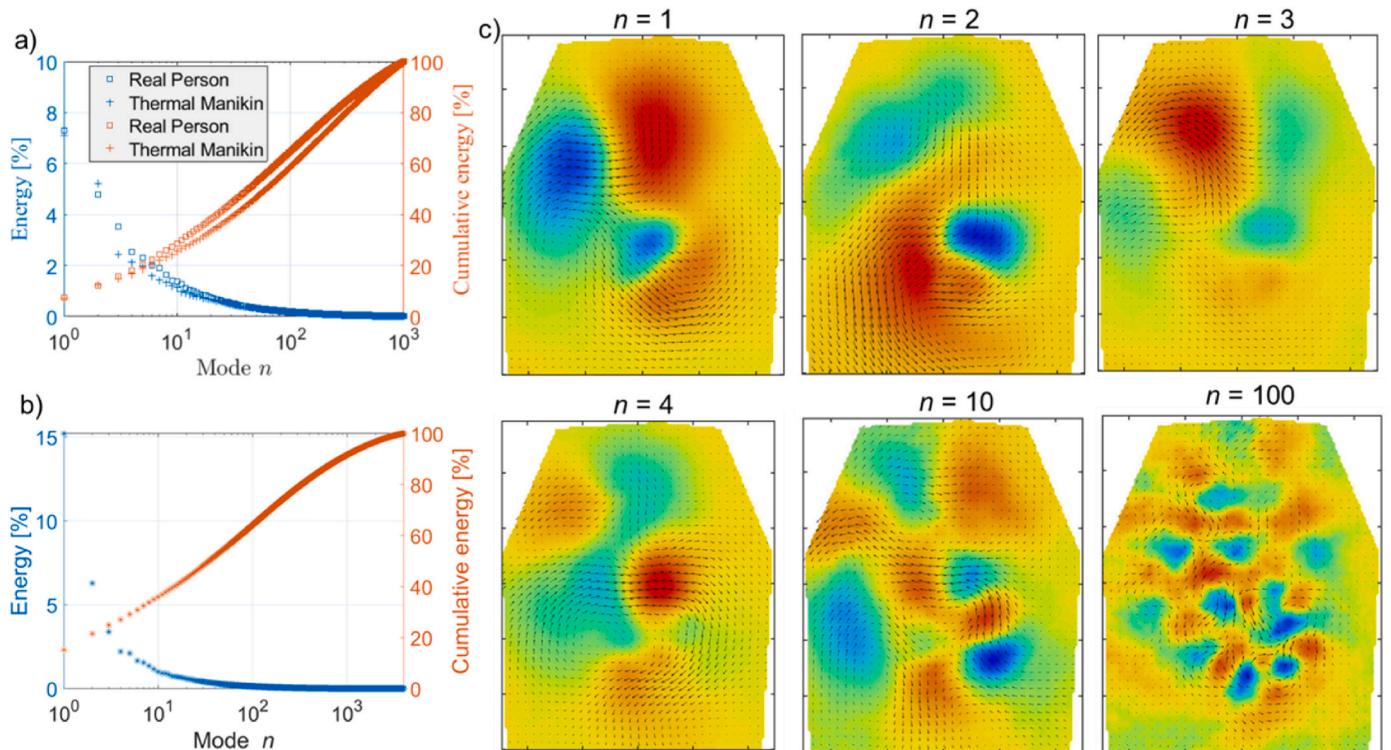 a)
10
8
6
4
2
0
Energy [%]
Real Person
Thermal Manikin
Real Person
Thermal Manikin
100
80
60
40
20
0
Cumulative energy [%]
10^0
10^1
10^2
10^3
Mode n
b)
15
10
5
0
Energy [%]
100
80
60
40
20
0
Cumulative energy [%]
10^0
10^1
10^2
10^3
Mode n
c)
n = 1
n = 2
n = 3
n = 4
n = 10
n = 100